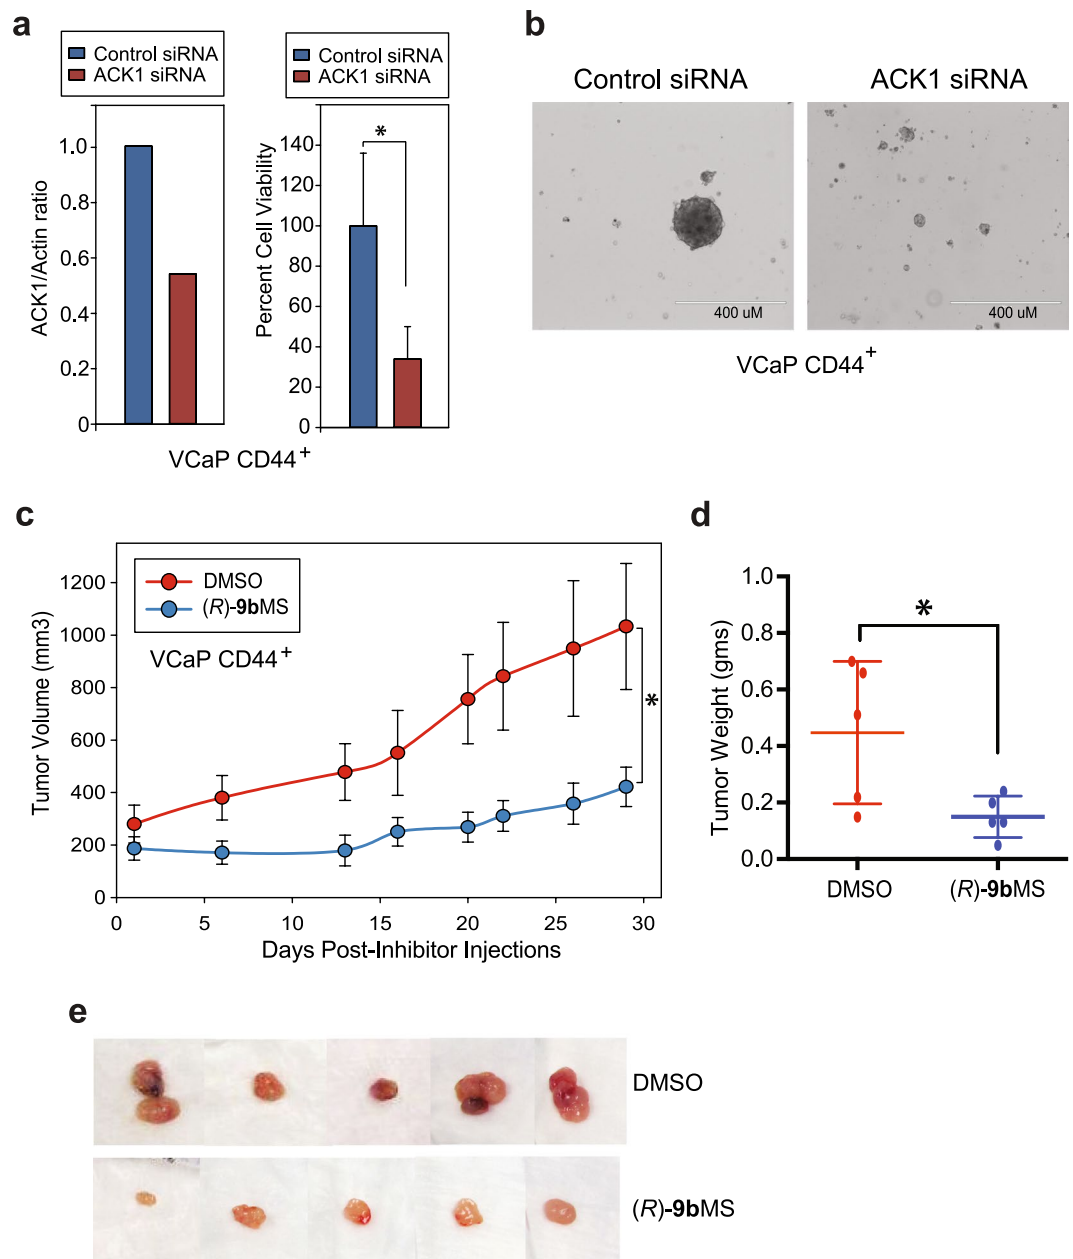 a
Control siRNA
ACK1 siRNA
Control siRNA
ACK1 siRNA
ACK1/Actin ratio
1.0
0.8
0.6
0.4
0.2
0
Percent Cell Viability
140
120
100
80
60
40
20
0
*
VCaP CD44+
b
Control siRNA
ACK1 siRNA
400 uM
400 uM
VCaP CD44+
c
DMSO
(R)-9bMS
VCaP CD44+
Tumor Volume (mm3)
1200
1000
800
600
400
200
0
*
0 5 10 15 20 25 30
Days Post-Inhibitor Injections
d
Tumor Weight (gms)
1.0
0.8
0.6
0.4
0.2
0.0
*
DMSO (R)-9bMS
e
DMSO
(R)-9bMS